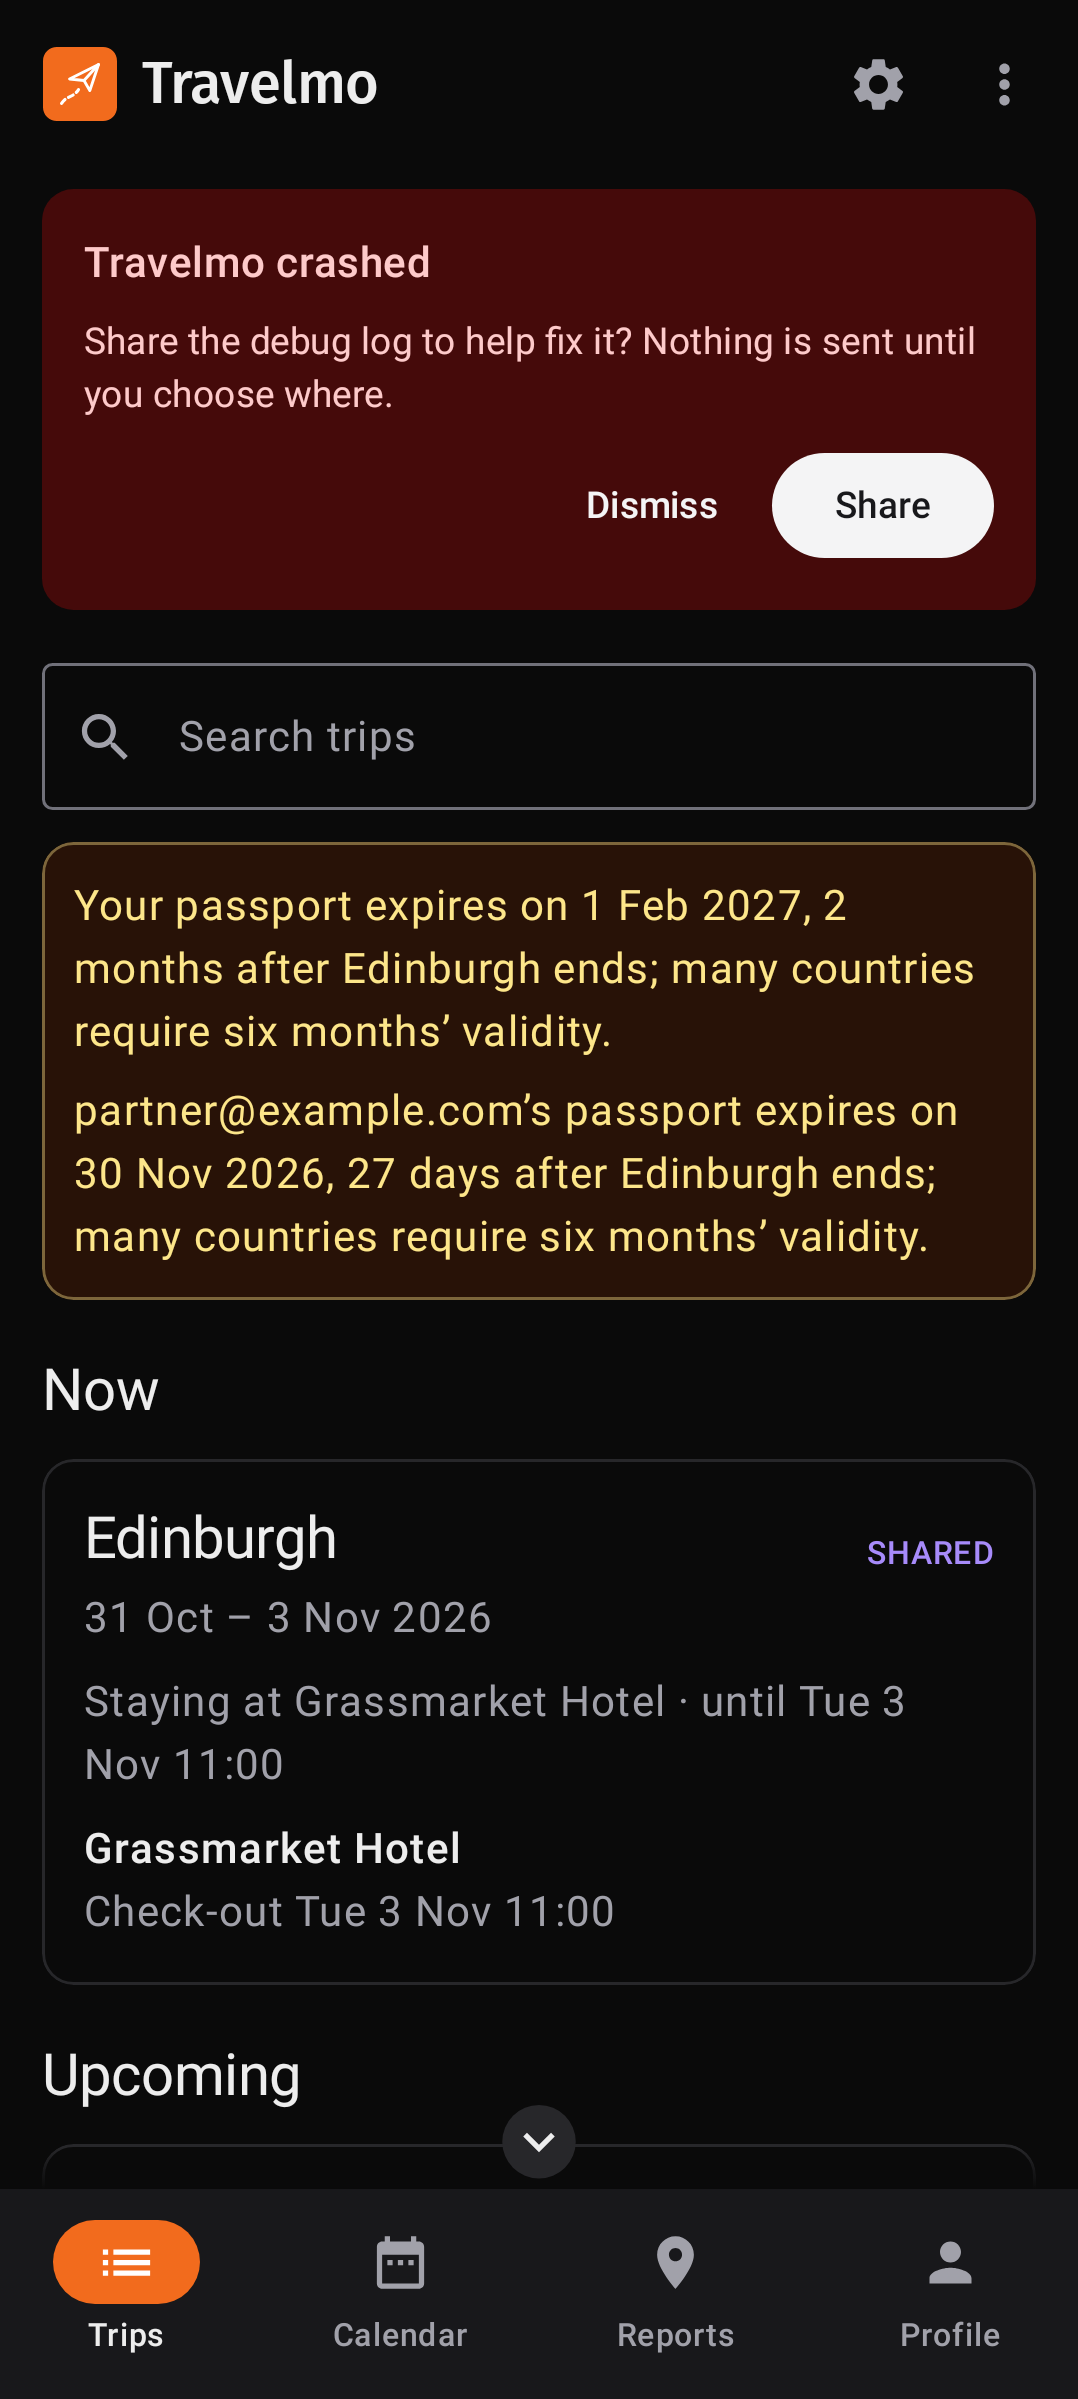 Travelmo
Travelmo crashed
Share the debug log to help fix it? Nothing is sent until
you choose where.
Dismiss
Share
Search trips
Your passport expires on 1 Feb 2027, 2
months after Edinburgh ends; many countries
require six months’ validity.
partner@example.com’s passport expires on
30 Nov 2026, 27 days after Edinburgh ends;
many countries require six months’ validity.
Now
Edinburgh
SHARED
31 Oct – 3 Nov 2026
Staying at Grassmarket Hotel · until Tue 3
Nov 11:00
Grassmarket Hotel
Check-out Tue 3 Nov 11:00
Upcoming
Trips
Calendar
Reports
Profile